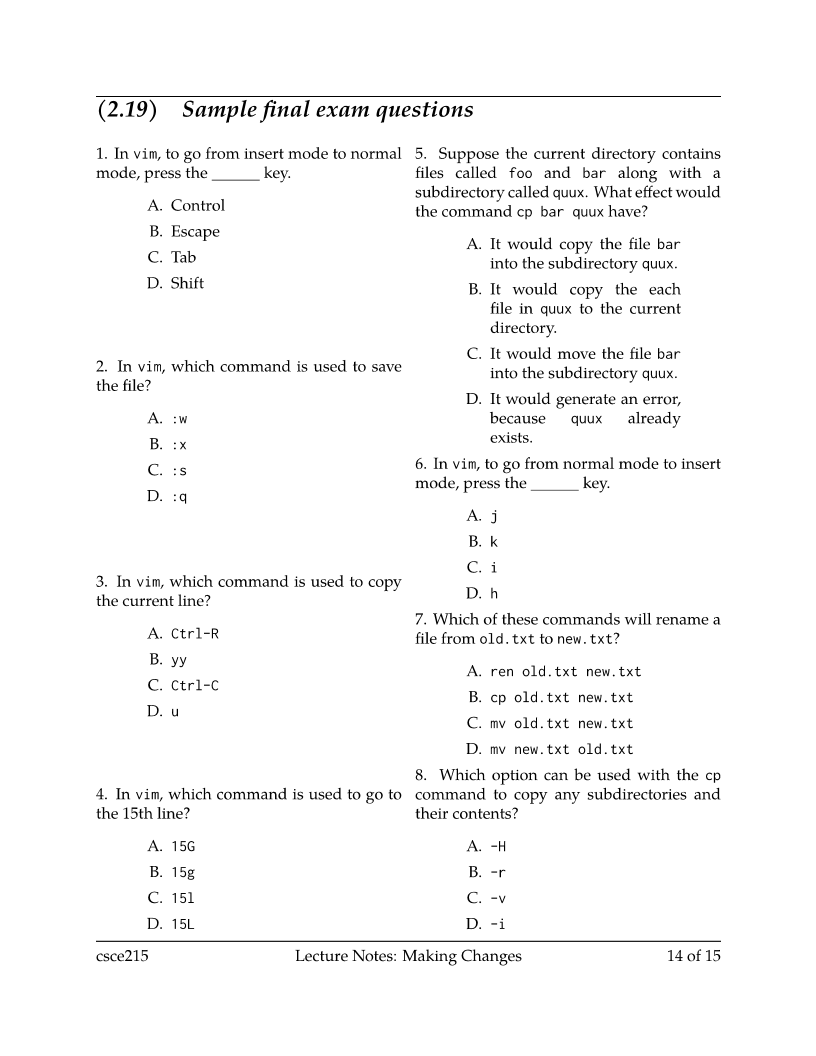 (2.19) Sample final exam questions
1. In vim, to go from insert mode to normal
mode, press the ______ key.
A. Control
B. Escape
C. Tab
D. Shift
2. In vim, which command is used to save
the file?
A. :w
B. :x
C. :s
D. :q
3. In vim, which command is used to copy
the current line?
A. Ctrl-R
B. yy
C. Ctrl-C
D. u
4. In vim, which command is used to go to
the 15th line?
A. 15G
B. 15g
C. 15l
D. 15L
5. Suppose the current directory contains
files called foo and bar along with a
subdirectory called quux. What effect would
the command cp bar quux have?
A. It would copy the file bar
into the subdirectory quux.
B. It would copy the each
file in quux to the current
directory.
C. It would move the file bar
into the subdirectory quux.
D. It would generate an error,
because quux already
exists.
6. In vim, to go from normal mode to insert
mode, press the ______ key.
A. j
B. k
C. i
D. h
7. Which of these commands will rename a
file from old.txt to new.txt?
A. ren old.txt new.txt
B. cp old.txt new.txt
C. mv old.txt new.txt
D. mv new.txt old.txt
8. Which option can be used with the cp
command to copy any subdirectories and
their contents?
A. -H
B. -r
C. -v
D. -i
csce215 Lecture Notes: Making Changes 14 of 15